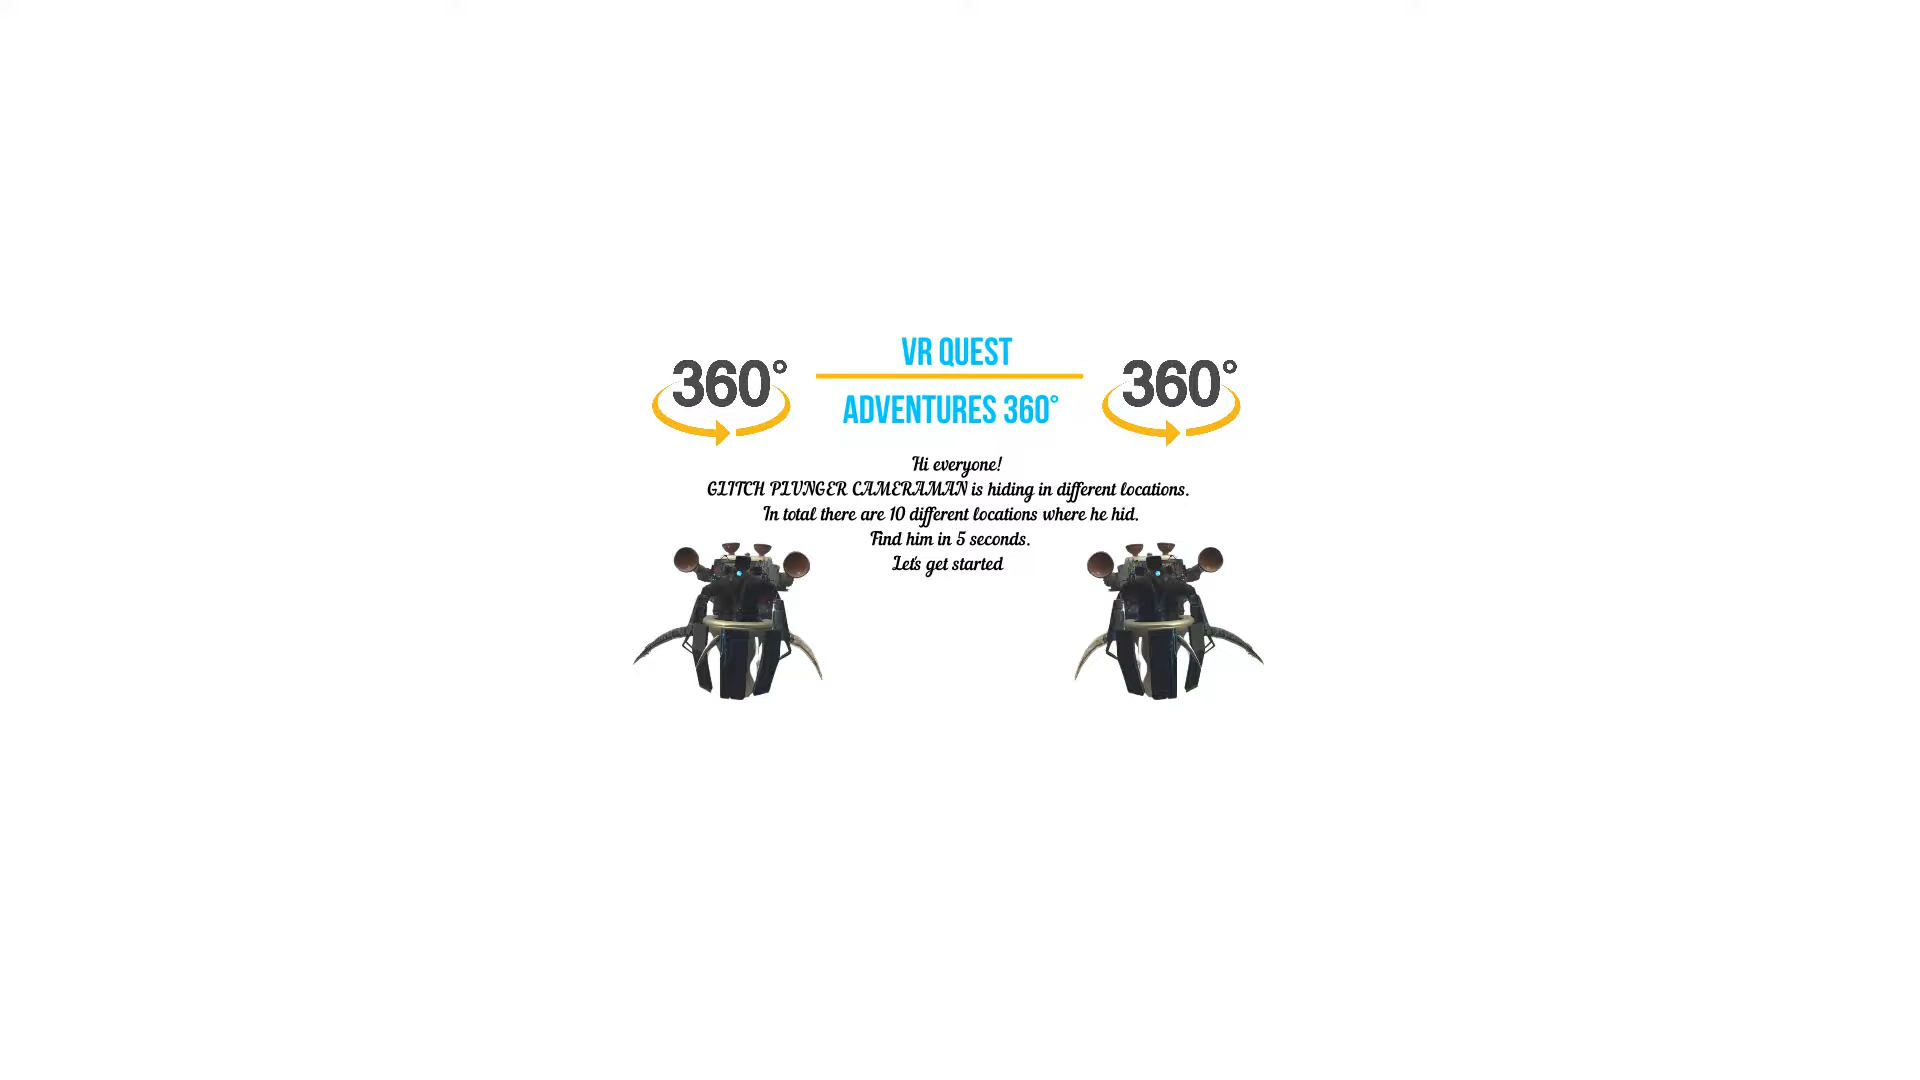 VR QUEST
360° 360°
ADVENTURES 360°
Hi everyone!
GLITCH PLUNGER CAMERAMAN is hiding in different locations.
In total there are 10 different locations where he hid.
Find him in 5 seconds.
Let's get started